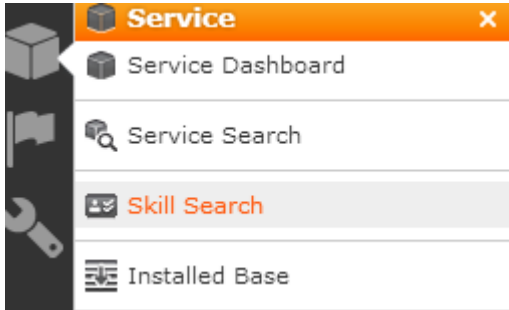 Service
Service Dashboard
Service Search
Skill Search
Installed Base